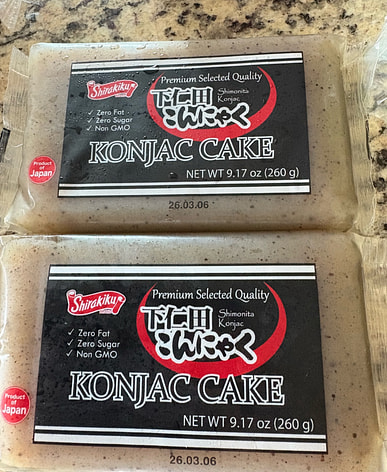 Shirakiku
Premium Selected Quality
下仁田
Shimonita
Konjac
こんにゃく
✓ Zero Fat
✓ Zero Sugar
✓ Non GMO
KONJAC CAKE
NET WT 9.17 oz (260 g)
Product
of
Japan
26.03.06
Shirakiku
Premium Selected Quality
下仁田
Shimonita
Konjac
こんにゃく
✓ Zero Fat
✓ Zero Sugar
✓ Non GMO
KONJAC CAKE
NET WT 9.17 oz (260 g)
Product
of
Japan
26.03.06